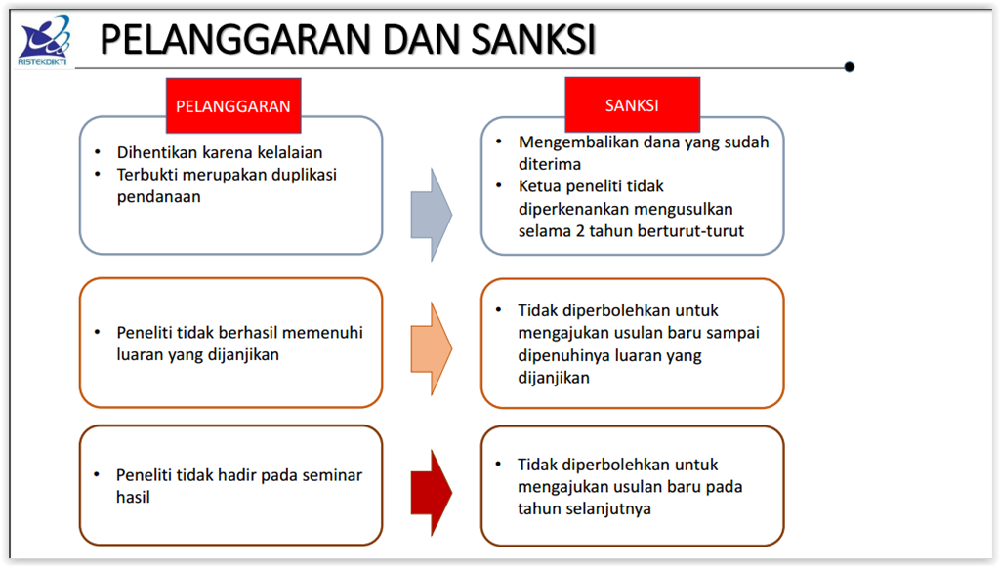 RISTEKDIKTI
PELANGGARAN DAN SANKSI
PELANGGARAN
• Dihentikan karena kelalaian
• Terbukti merupakan duplikasi
pendanaan
SANKSI
• Mengembalikan dana yang sudah
diterima
• Ketua peneliti tidak
diperkenankan mengusulkan
selama 2 tahun berturut-turut
• Peneliti tidak berhasil memenuhi
luaran yang dijanjikan
• Tidak diperbolehkan untuk
mengajukan usulan baru sampai
dipenuhinya luaran yang
dijanjikan
• Peneliti tidak hadir pada seminar
hasil
• Tidak diperbolehkan untuk
mengajukan usulan baru pada
tahun selanjutnya